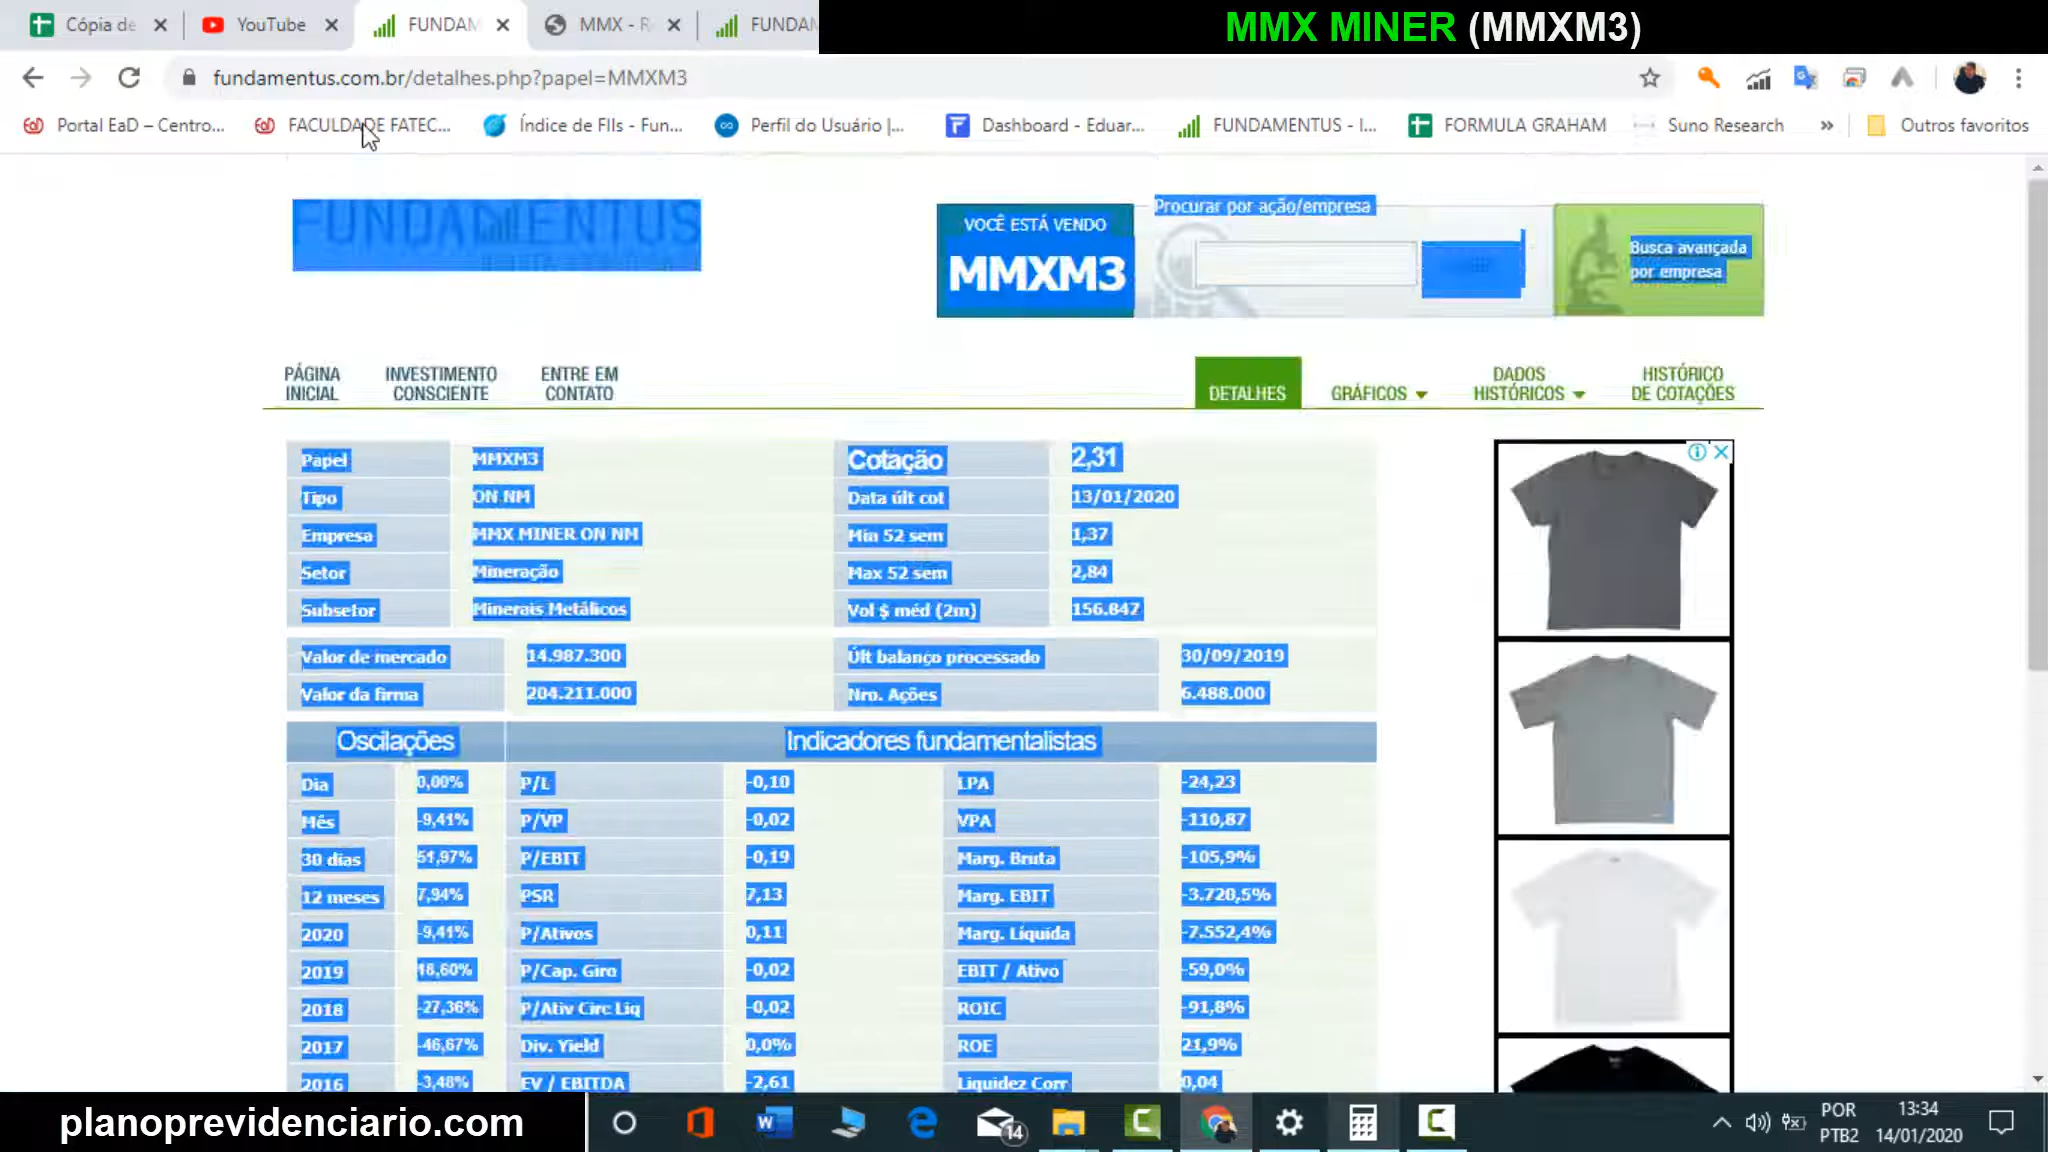 Cópia de
YouTube
FUNDAM
MMX - R
FUNDAM
MMX MINER (MMXM3)
fundamentus.com.br/detalhes.php?papel=MMXM3
Portal EaD – Centro...
FACULDADE FATEC...
Índice de FIIs - Fun...
Perfil do Usuário |...
Dashboard - Eduar...
FUNDAMENTUS - I...
FORMULA GRAHAM
Suno Research
»
Outros favoritos
FUNDAMENTUS
VOCÊ ESTÁ VENDO
MMXM3
Procurar por ação/empresa
Busca avançada
por empresa
PÁGINA
INICIAL
INVESTIMENTO
CONSCIENTE
ENTRE EM
CONTATO
DETALHES
GRÁFICOS
DADOS
HISTÓRICOS
HISTÓRICO
DE COTAÇÕES
Papel MMXM3 Cotação 2,31
Tipo ON NM Data últ cot 13/01/2020
Empresa MMX MINER ON NM Min 52 sem 1,37
Setor Mineração Max 52 sem 2,84
Subsetor Minerais Metálicos Vol $ méd (2m) 156.847
Valor de mercado 14.987.300 Últ balanço processado 30/09/2019
Valor da firma 204.211.000 Nro. Ações 6.488.000
Oscilações Indicadores fundamentalistas
Dia 0,00% P/L -0,10 LPA -24,23
Mês -9,41% P/VP -0,02 VPA -110,87
30 dias 51,97% P/EBIT -0,19 Marg. Bruta -105,9%
12 meses 7,94% PSR 7,13 Marg. EBIT -3.720,5%
2020 -9,41% P/Ativos 0,11 Marg. Líquida -7.552,4%
2019 18,60% P/Cap. Giro -0,02 EBIT / Ativo -59,0%
2018 -27,36% P/Ativ Circ Liq -0,02 ROIC -91,8%
2017 -46,67% Div. Yield 0,0% ROE 21,9%
2016 -3,48% EV / EBITDA -2,61 Liquidez Corr 0,04
planoprevidenciario.com
14
POR
PTB2
13:34
14/01/2020